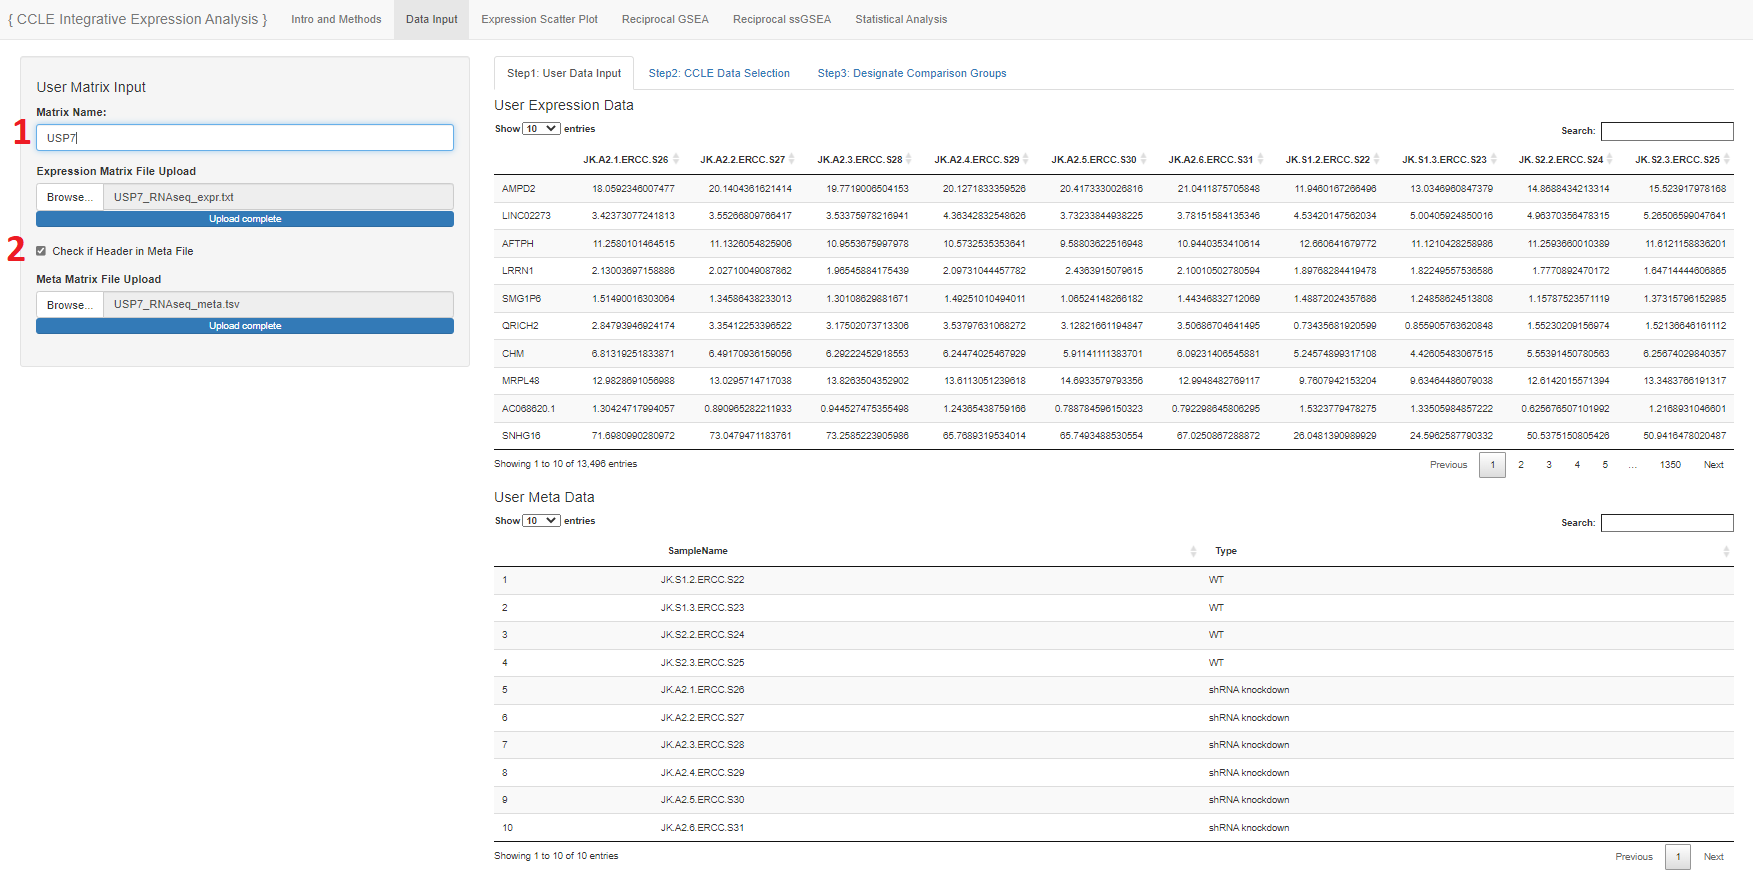 { CCLE Integrative Expression Analysis } Intro and Methods Data Input Expression Scatter Plot Reciprocal GSEA Reciprocal ssGSEA Statistical Analysis
User Matrix Input
Matrix Name:
1 USP7
Expression Matrix File Upload
Browse... USP7_RNAseq_expr.txt
Upload complete
2 Check if Header in Meta File
Meta Matrix File Upload
Browse... USP7_RNAseq_meta.tsv
Upload complete
Step1: User Data Input Step2: CCLE Data Selection Step3: Designate Comparison Groups
User Expression Data
Show 10 entries Search:
JK.A2.1.ERCC.S26 JK.A2.2.ERCC.S27 JK.A2.3.ERCC.S28 JK.A2.4.ERCC.S29 JK.A2.5.ERCC.S30 JK.A2.6.ERCC.S31 JK.S1.2.ERCC.S22 JK.S1.3.ERCC.S23 JK.S2.2.ERCC.S24 JK.S2.3.ERCC.S25
AMPD2 18.0592346007477 20.1404361621414 19.7719006504153 20.1271833359526 20.4173330026816 21.0411875705848 11.9460167266496 13.0346960847379 14.8688434213314 15.523917978168
LINC02273 3.42373077241813 3.55266809766417 3.53375978216941 4.36342832548626 3.73233844938225 3.78151584135346 4.53420147562034 5.00405924850016 4.96370356478315 5.26506599047641
AFTPH 11.2580101464515 11.1326054825906 10.9553675997978 10.5732535353641 9.58803622516948 10.9440353410614 12.660641679772 11.1210428258986 11.2593660010389 11.6121158836201
LRRN1 2.13003697158886 2.02710049087862 1.96545884175439 2.09731044457782 2.4363915079615 2.10010502780594 1.89768284419478 1.82249557536586 1.7770892470172 1.64714444606865
SMG1P6 1.51490016303064 1.34586438233013 1.30108629881671 1.49251010494011 1.06524148266182 1.44346832712069 1.48872024357686 1.24858624513808 1.15787523571119 1.37315796152985
QRICH2 2.84793946924174 3.35412253396522 3.17502073713306 3.53797631068272 3.12821661194847 3.50686704641495 0.73435681920599 0.855905763620848 1.55230209156974 1.52136646161112
CHM 6.81319251833871 6.49170936159056 6.29222452918553 6.24474025467929 5.91141111383701 6.09231406545881 5.24574899317108 4.42605483067515 5.55391450780563 6.25674029840357
MRPL48 12.9828691056988 13.0295714717038 13.8263504352902 13.6113051239618 14.6933579793356 12.9948482769117 9.7607942153204 9.63464486079038 12.6142015571394 13.3483766191317
AC068620.1 1.30424717994057 0.890965282211933 0.944527475355498 1.24365438759166 0.788784596150323 0.792298645806295 1.5323779478275 1.33505984857222 0.625676507101992 1.2168931046601
SNHG16 71.6980990280972 73.0479471183761 73.2585223905986 65.7689319534014 65.7493488530554 67.0250867288872 26.0481390989929 24.5962587790332 50.5375150805426 50.9416478020487
Showing 1 to 10 of 13,496 entries Previous 1 2 3 4 5 ... 1350 Next
User Meta Data
Show 10 entries Search:
SampleName Type
1 JK.S1.2.ERCC.S22 WT
2 JK.S1.3.ERCC.S23 WT
3 JK.S2.2.ERCC.S24 WT
4 JK.S2.3.ERCC.S25 WT
5 JK.A2.1.ERCC.S26 shRNA knockdown
6 JK.A2.2.ERCC.S27 shRNA knockdown
7 JK.A2.3.ERCC.S28 shRNA knockdown
8 JK.A2.4.ERCC.S29 shRNA knockdown
9 JK.A2.5.ERCC.S30 shRNA knockdown
10 JK.A2.6.ERCC.S31 shRNA knockdown
Showing 1 to 10 of 10 entries Previous 1 Next